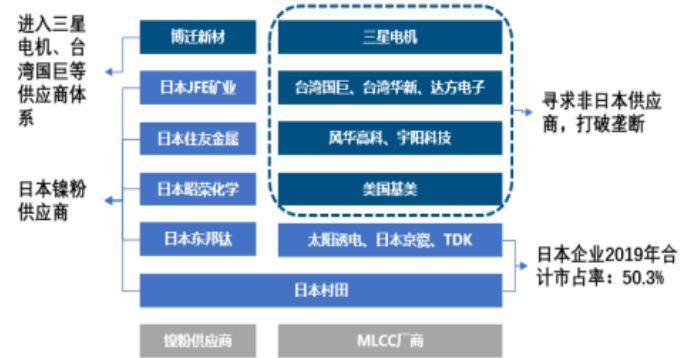 进入三星
电机、台
湾国巨等
供应商体
系
博迁新材
三星电机
日本JFE矿业
台湾国巨、台湾华新、达方电子
寻求非日本供应
商，打破垄断
日本住友金属
风华高科、宇阳科技
日本镍粉
供应商
日本昭荣化学
美国基美
日本东邦钛
太阳诱电、日本京瓷、TDK
日本企业2019年合
计市占率：50.3%
日本村田
镍粉供应商
MLCC厂商